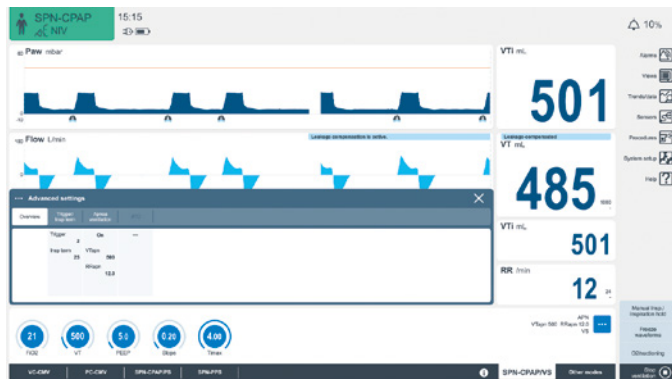 SPN-CPAP
NIV
15:15
10%
Paw mbar
Flow L/min
Leakage compensation is active.
VTi mL
501
Leakage compensated
VT mL
485
VTi mL
501
RR /min
12
Alarms
Views
Trends/data
Sensors
Procedures
System setup
Help
Advanced settings
Overview
Trigger
Insp term
Apnea
ventilation
Trigger
2
On
Insp term
25
VTapn
500
RRapn
12.0
21
FiO2
500
VT
5.0
PEEP
0.20
Slope
4.00
Timax
APN
VTapn 500 RRapn 12.0
VS
Manual insp./
inspiration hold
Freeze
waveforms
O2/suctioning
Stop
ventilation
VC-CMV
PC-CMV
SPN-CPAP/PS
SPN-PPS
SPN-CPAP/VS
Other modes